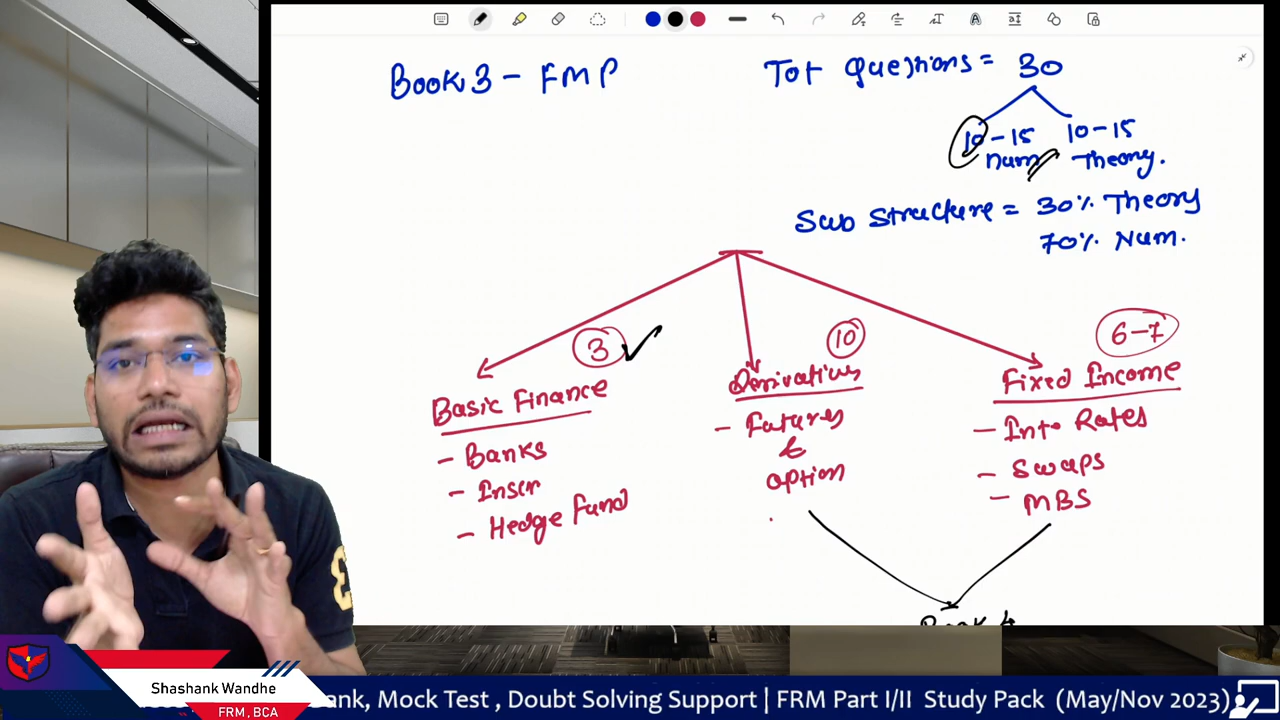 Book 3 - FMP
Tot Questions = 30
10-15 10-15
Num Theory.
Sub Structure = 30% Theory
70% Num.
3
10
6-7
Basic Finance
- Banks
- Insur
- Hedge Fund
Derivatives
- Futures
&
option
Fixed Income
- Int. Rates
- Swaps
- MBS
Book 4
Shashank Wandhe
FRM, BCA
ank, Mock Test , Doubt Solving Support | FRM Part I/II Study Pack (May/Nov 2023)